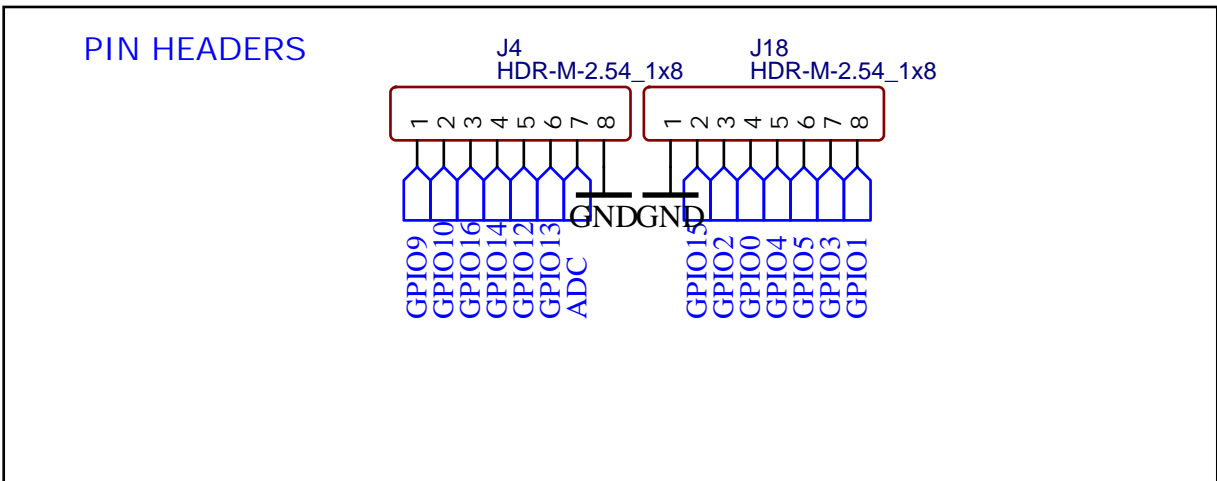 PIN HEADERS
J4
HDR-M-2.54_1x8
J18
HDR-M-2.54_1x8
1
2
3
4
5
6
7
8
1
2
3
4
5
6
7
8
GPIO9
GPIO10
GPIO16
GPIO14
GPIO12
GPIO13
ADC
GND
GND
GPIO15
GPIO2
GPIO0
GPIO4
GPIO5
GPIO3
GPIO1